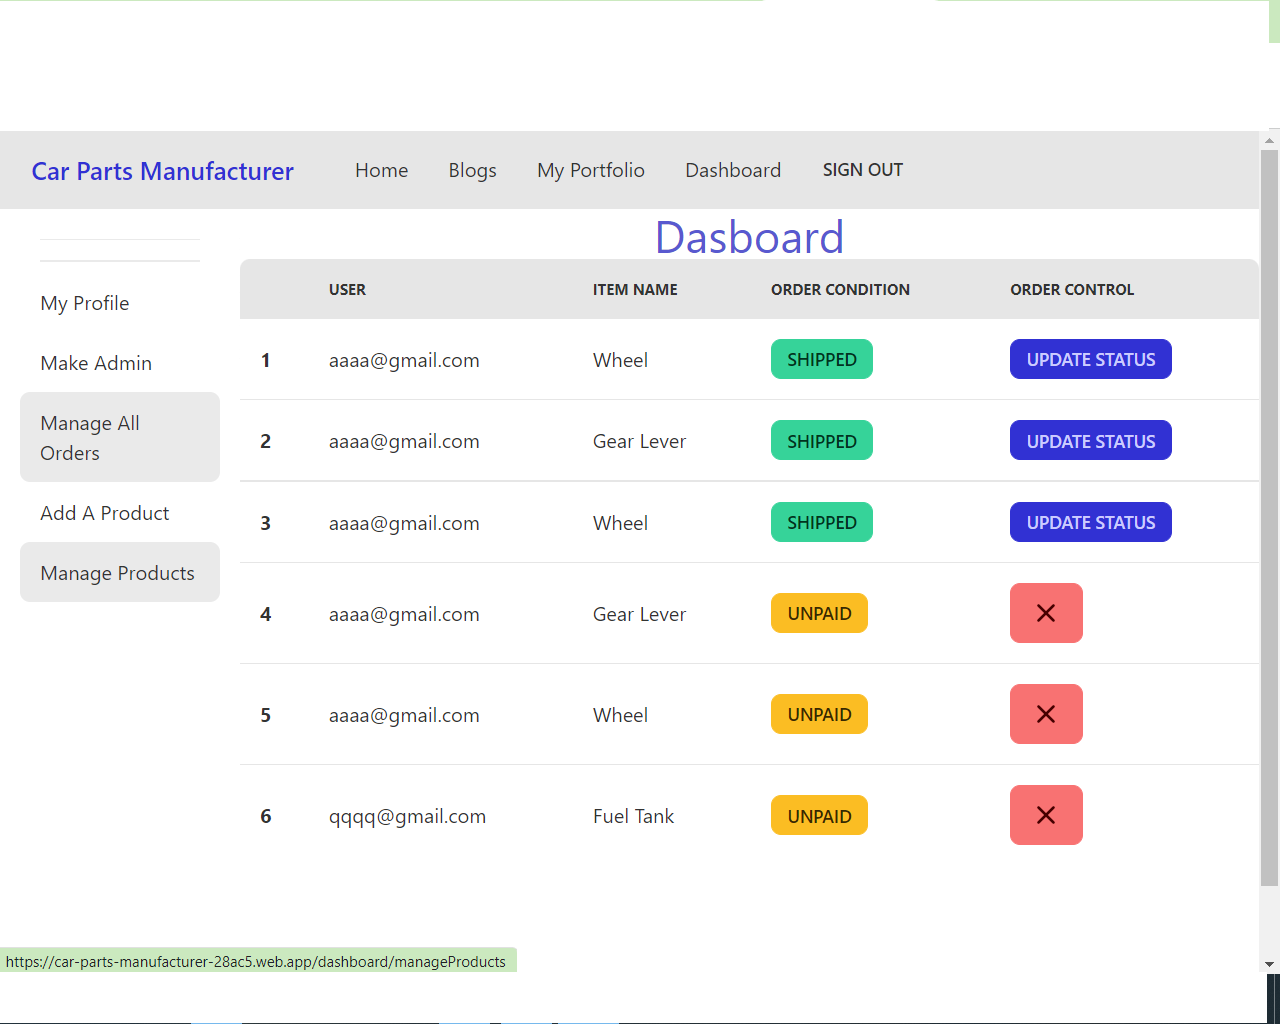 Car Parts Manufacturer Home Blogs My Portfolio Dashboard SIGN OUT
Dasboard
My Profile
Make Admin
Manage All
Orders
Add A Product
Manage Products
USER ITEM NAME ORDER CONDITION ORDER CONTROL
1 aaaa@gmail.com Wheel SHIPPED UPDATE STATUS
2 aaaa@gmail.com Gear Lever SHIPPED UPDATE STATUS
3 aaaa@gmail.com Wheel SHIPPED UPDATE STATUS
4 aaaa@gmail.com Gear Lever UNPAID
5 aaaa@gmail.com Wheel UNPAID
6 qqqq@gmail.com Fuel Tank UNPAID
https://car-parts-manufacturer-28ac5.web.app/dashboard/manageProducts